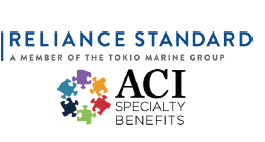 RELIANCE STANDARD
A MEMBER OF THE TOKIO MARINE GROUP
ACI
SPECIALTY
BENEFITS